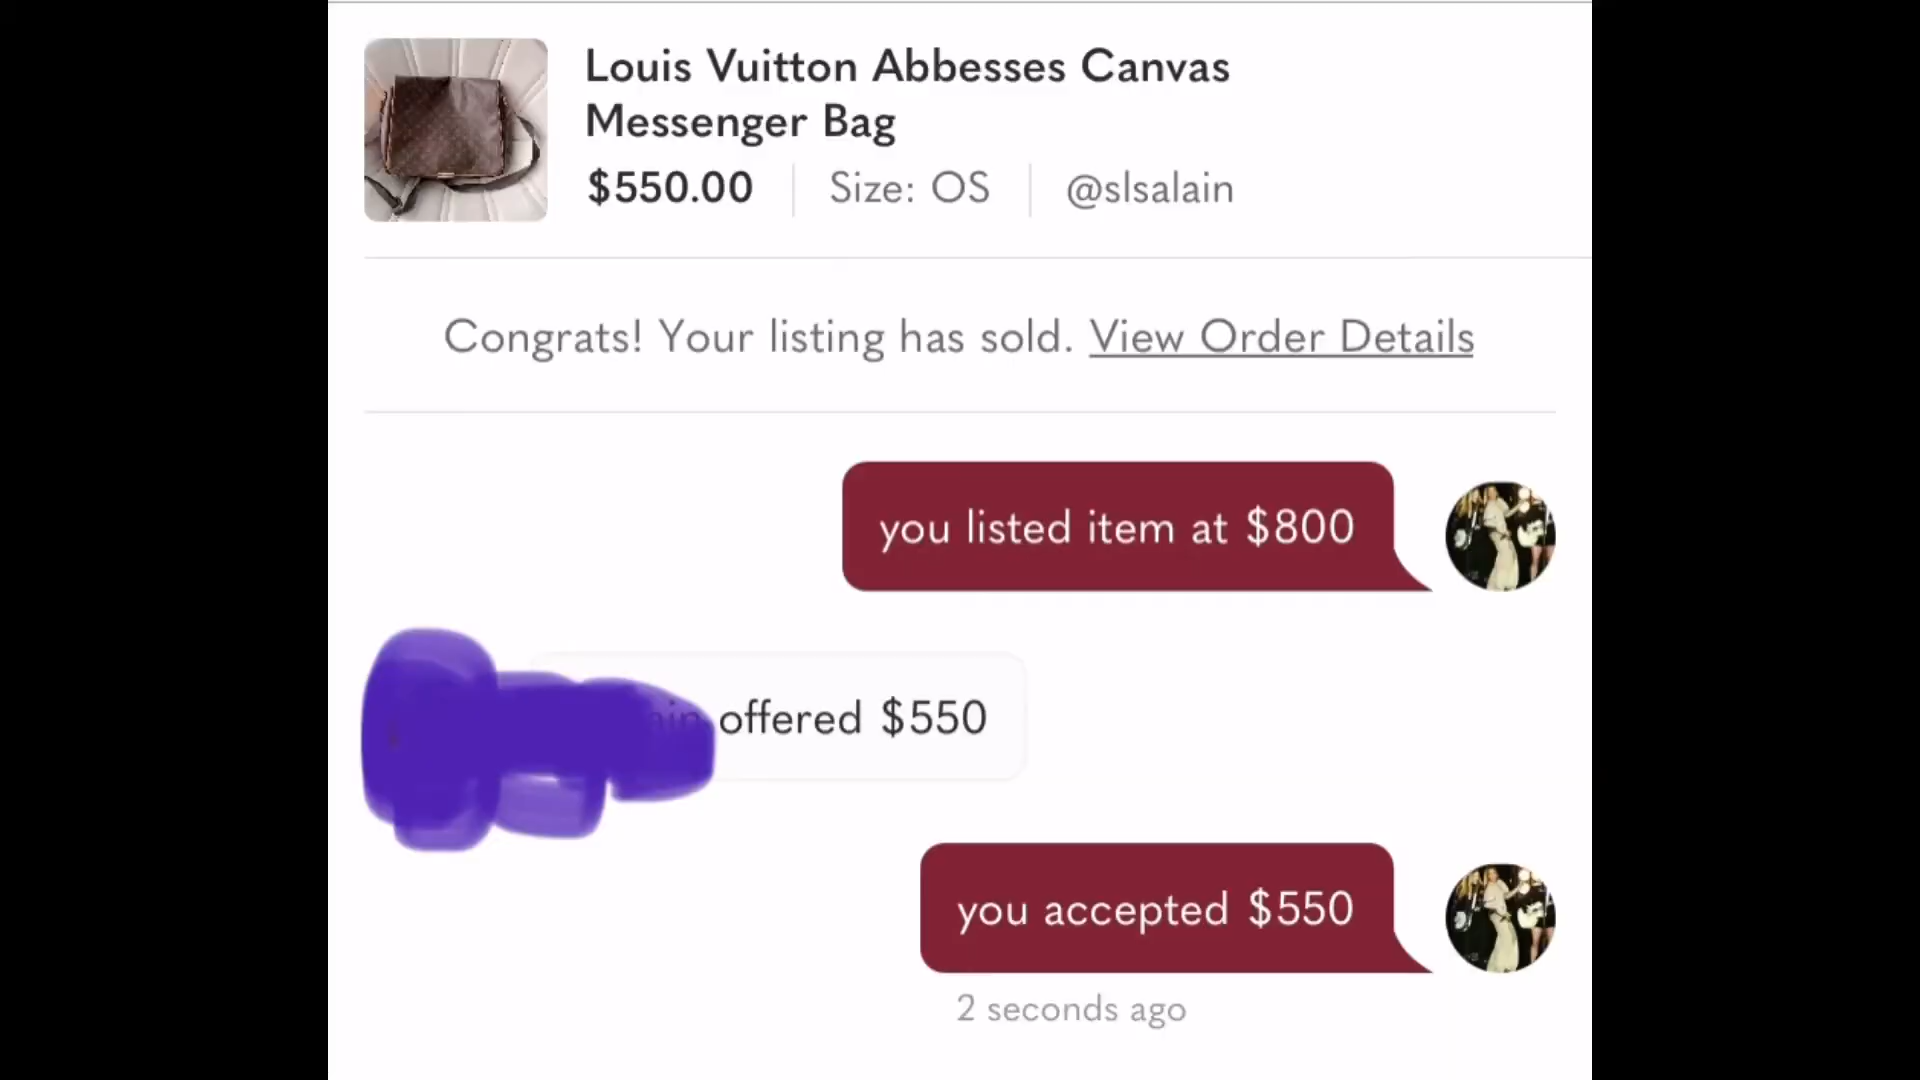 Louis Vuitton Abbesses Canvas
Messenger Bag
$550.00 Size: OS @slsalain
Congrats! Your listing has sold. View Order Details
you listed item at $800
offered $550
you accepted $550
2 seconds ago